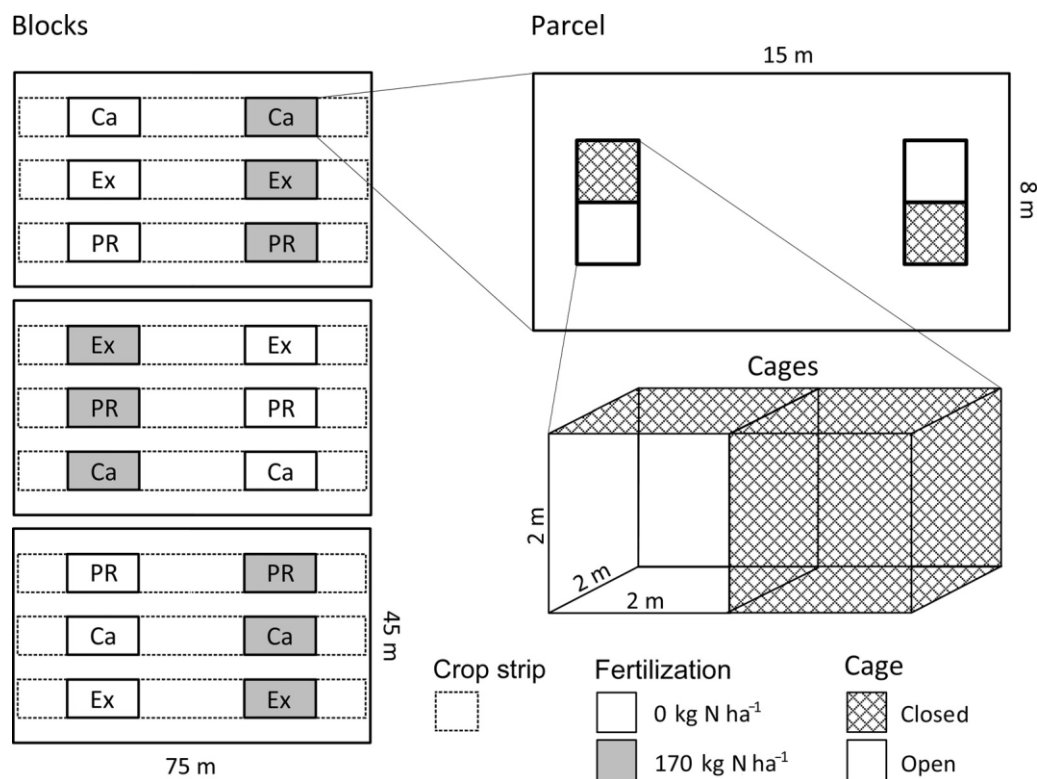 Blocks
Ca Ca
Ex Ex
PR PR
Ex Ex
PR PR
Ca Ca
PR PR
Ca Ca
Ex Ex
45 m
75 m
Parcel
15 m
8 m
Cages
2 m
2 m
2 m
Crop strip
Fertilization
0 kg N ha⁻¹
170 kg N ha⁻¹
Cage
Closed
Open